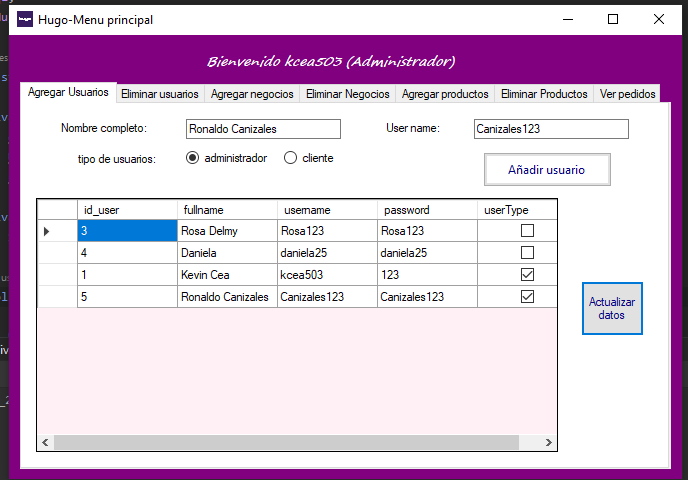 hugo Hugo-Menu principal
Bienvenido kcea503 (Administrador)
Agregar Usuarios Eliminar usuarios Agregar negocios Eliminar Negocios Agregar productos Eliminar Productos Ver pedidos
Nombre completo: Ronaldo Canizales User name: Canizales123
tipo de usuarios: administrador cliente
Añadir usuario
id_user fullname username password userType
3 Rosa Delmy Rosa123 Rosa123
4 Daniela daniela25 daniela25
1 Kevin Cea kcea503 123
5 Ronaldo Canizales Canizales123 Canizales123
Actualizar
datos